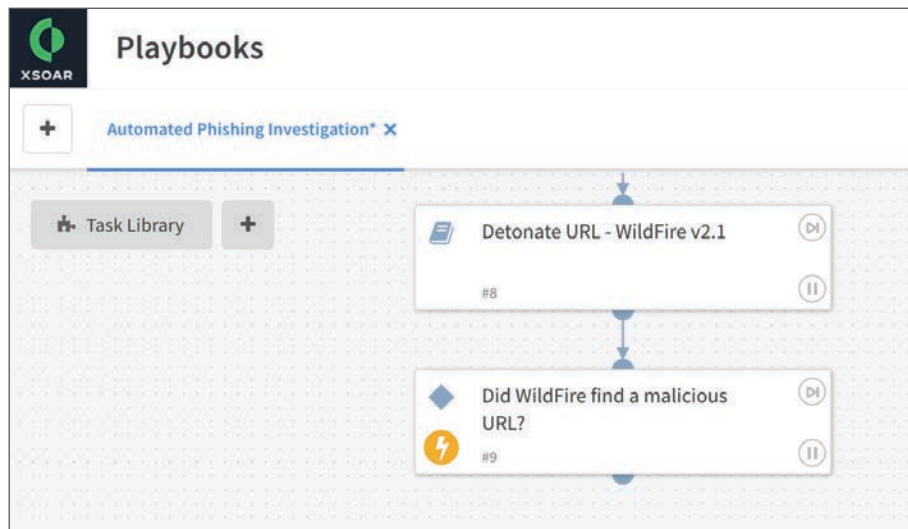 XSOAR
Playbooks
+
Automated Phishing Investigation* ×
Task Library +
Detonate URL - WildFire v2.1
#8
Did WildFire find a malicious
URL?
#9